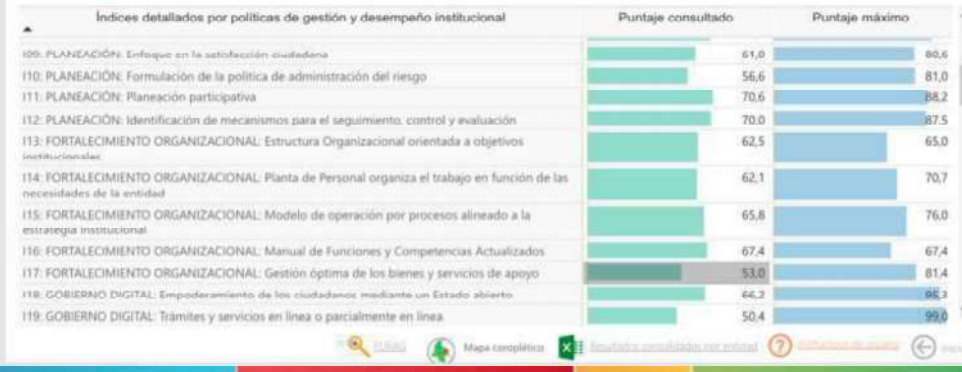 Índices detallados por políticas de gestión y desempeño institucional Puntaje consultado Puntaje máximo
I09: PLANEACIÓN: Enfoque en la satisfacción ciudadana 61,0 80,6
I10: PLANEACIÓN: Formulación de la política de administración del riesgo 56,6 81,0
I11: PLANEACIÓN: Planeación participativa 70,6 88,2
I12: PLANEACIÓN: Identificación de mecanismos para el seguimiento, control y evaluación 70,0 87,5
I13: FORTALECIMIENTO ORGANIZACIONAL: Estructura Organizacional orientada a objetivos 62,5 65,0
institucionales
I14: FORTALECIMIENTO ORGANIZACIONAL: Planta de Personal organiza el trabajo en función de las 62,1 70,7
necesidades de la entidad
I15: FORTALECIMIENTO ORGANIZACIONAL: Modelo de operación por procesos alineado a la 65,8 76,0
estrategia institucional
I16: FORTALECIMIENTO ORGANIZACIONAL: Manual de Funciones y Competencias Actualizados 67,4 67,4
I17: FORTALECIMIENTO ORGANIZACIONAL: Gestión óptima de los bienes y servicios de apoyo 53,0 81,4
I18: GOBIERNO DIGITAL: Empoderamiento de los ciudadanos mediante un Estado abierto 66,2 95,3
I19: GOBIERNO DIGITAL: Trámites y servicios en línea o parcialmente en línea 50,4 99,0
FURAG Mapa coroplético Resultados consolidados por entidad